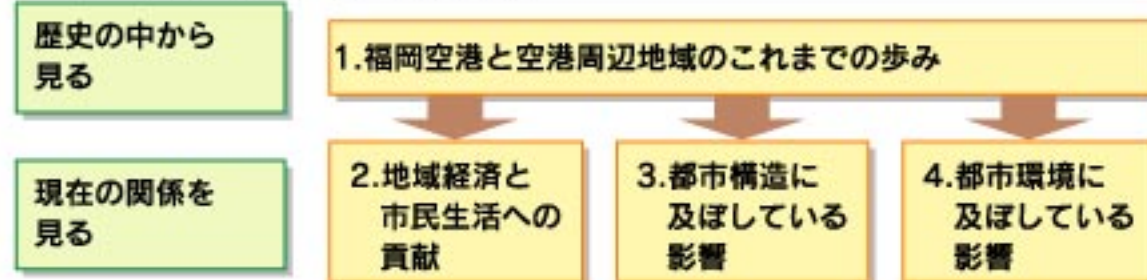 歴史の中から
見る
1.福岡空港と空港周辺地域のこれまでの歩み
現在の関係を
見る
2.地域経済と
市民生活への
貢献
3.都市構造に
及ぼしている
影響
4.都市環境に
及ぼしている
影響